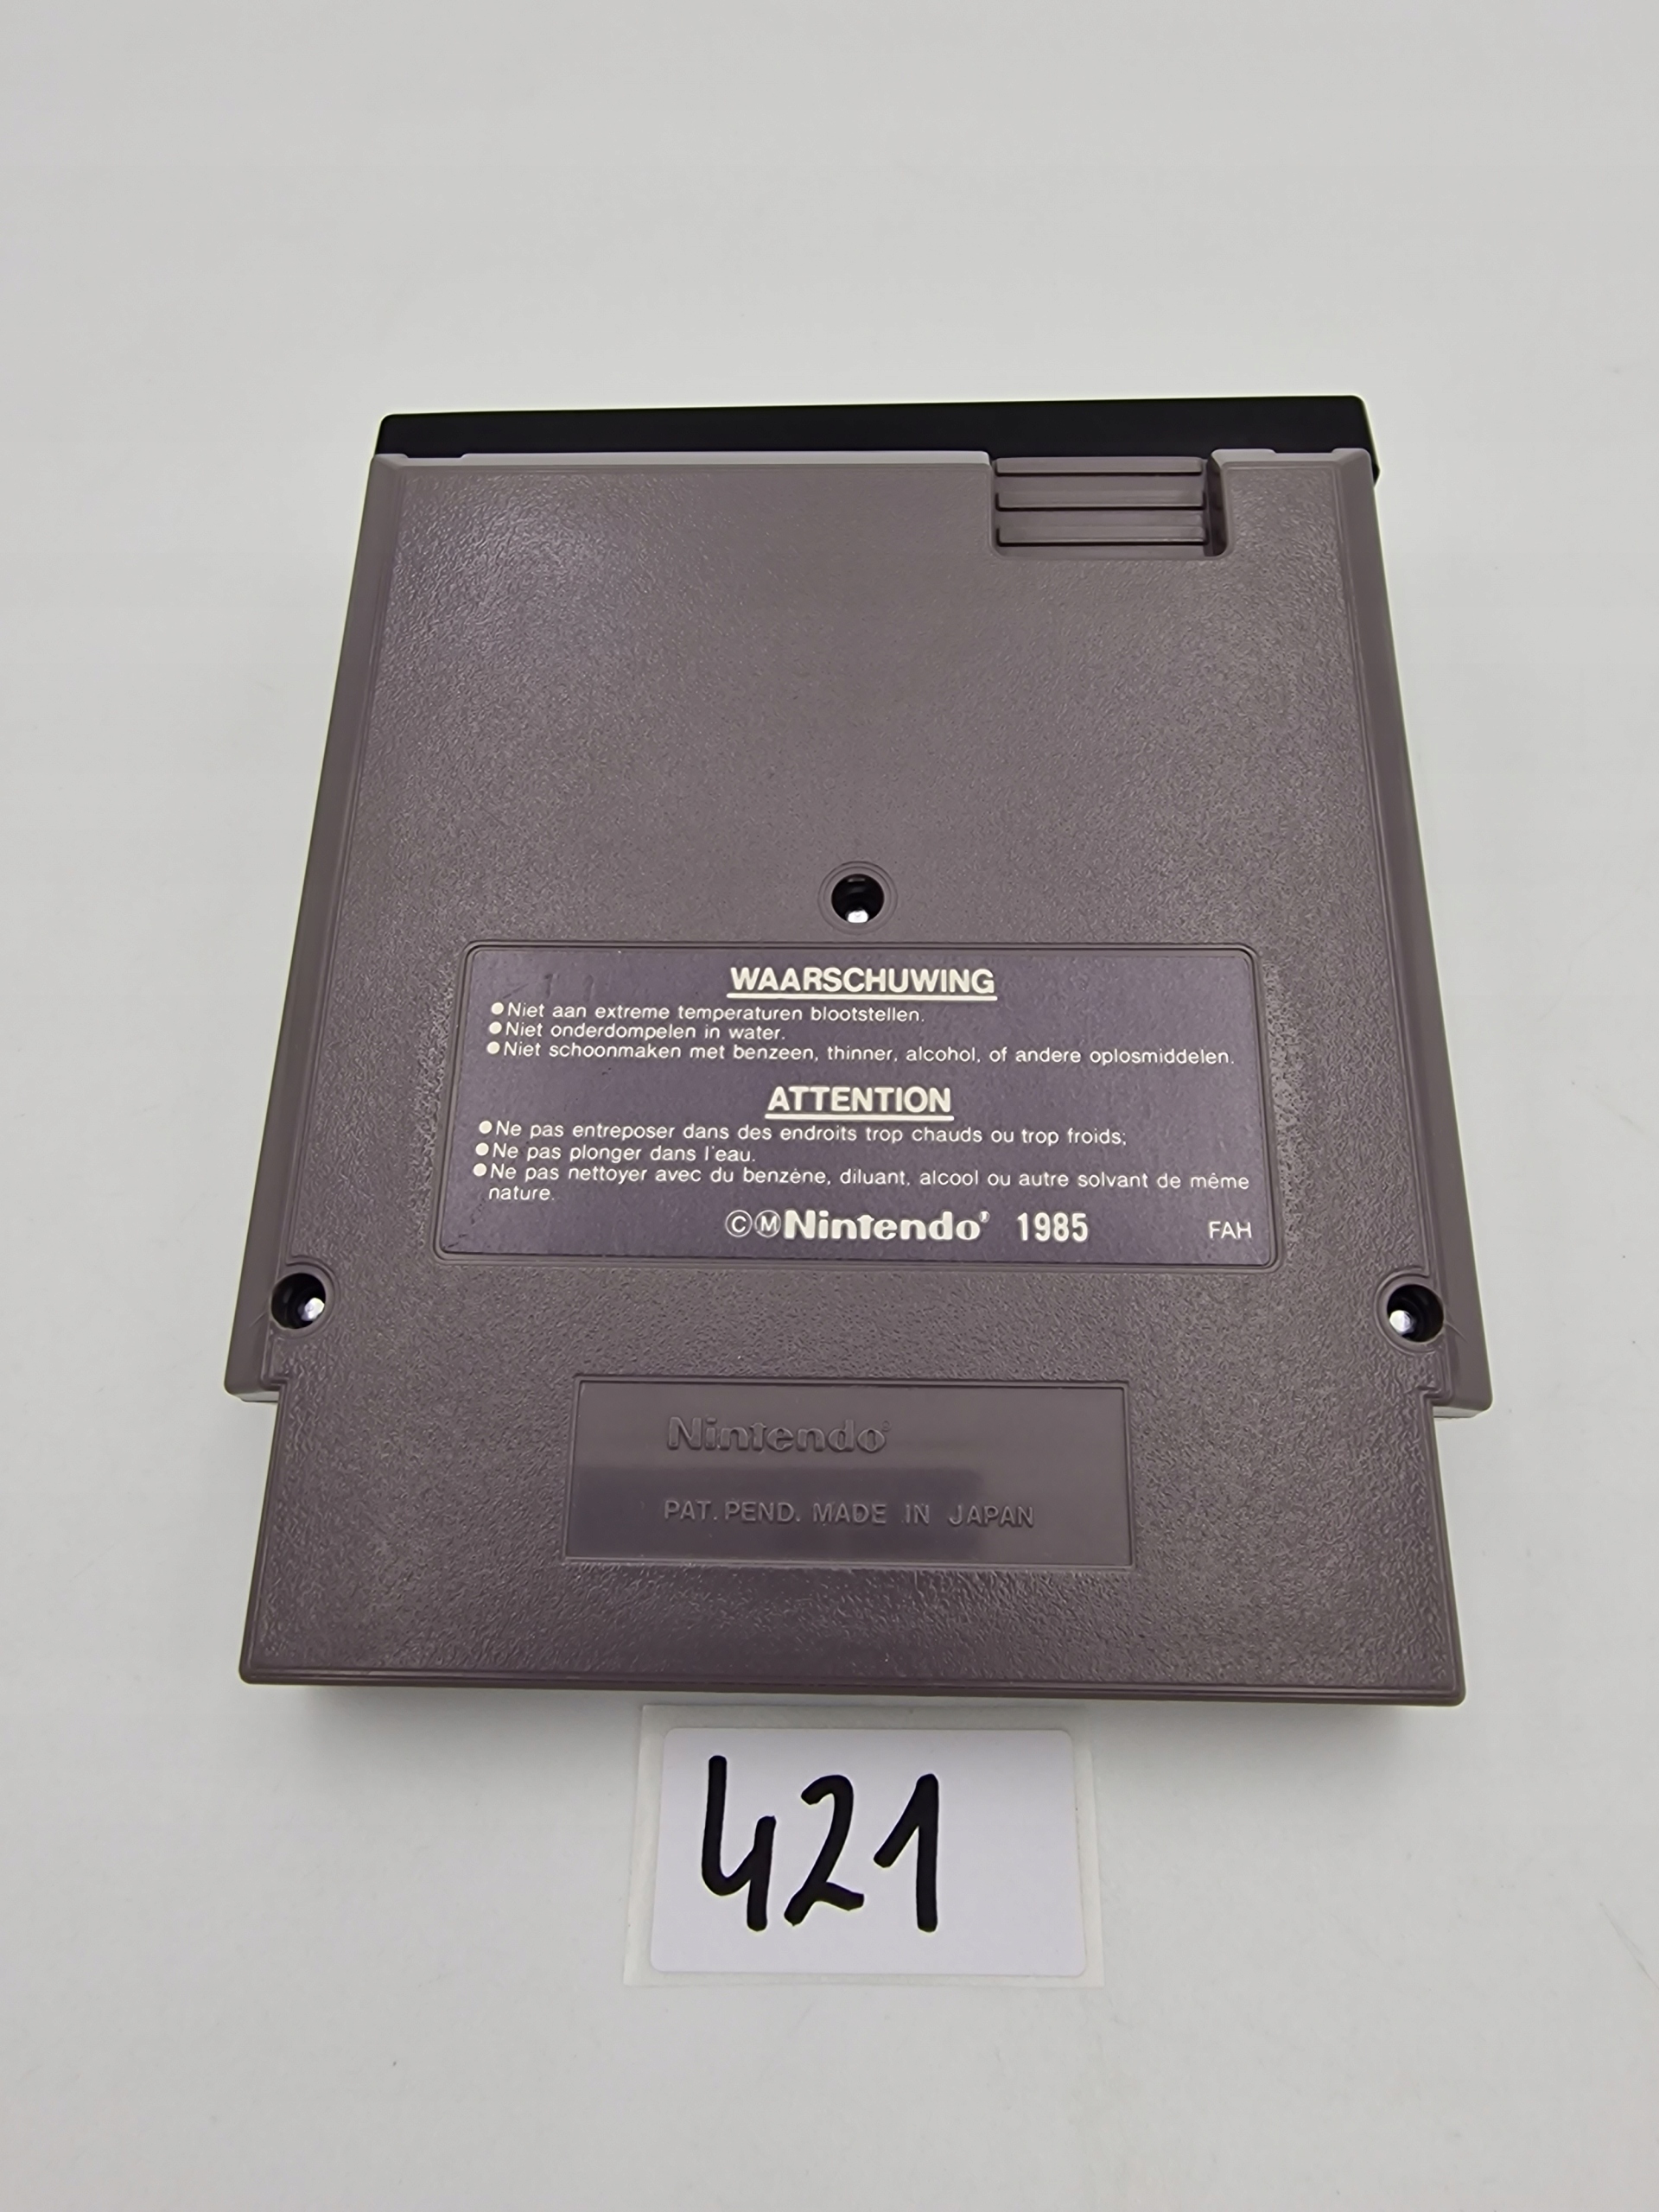 WAARSCHUWING
●Niet aan extreme temperaturen blootstellen.
●Niet onderdompelen in water.
●Niet schoonmaken met benzeen, thinner, alcohol, of andere oplosmiddelen.
ATTENTION
●Ne pas entreposer dans des endroits trop chauds ou trop froids;
●Ne pas plonger dans l'eau.
●Ne pas nettoyer avec du benzène, diluant, alcool ou autre solvant de même
nature.
©ⓂNintendo® 1985 FAH
Nintendo®
PAT. PEND. MADE IN JAPAN
421